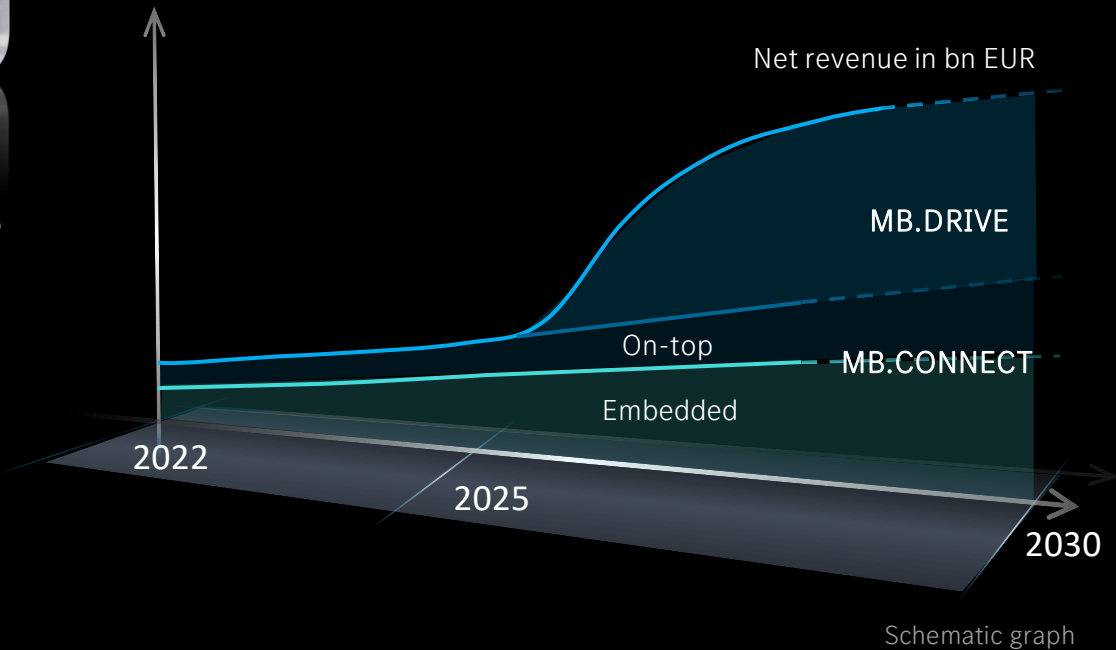 Net revenue in bn EUR
MB.DRIVE
On-top
MB.CONNECT
Embedded
2022
2025
2030
Schematic graph